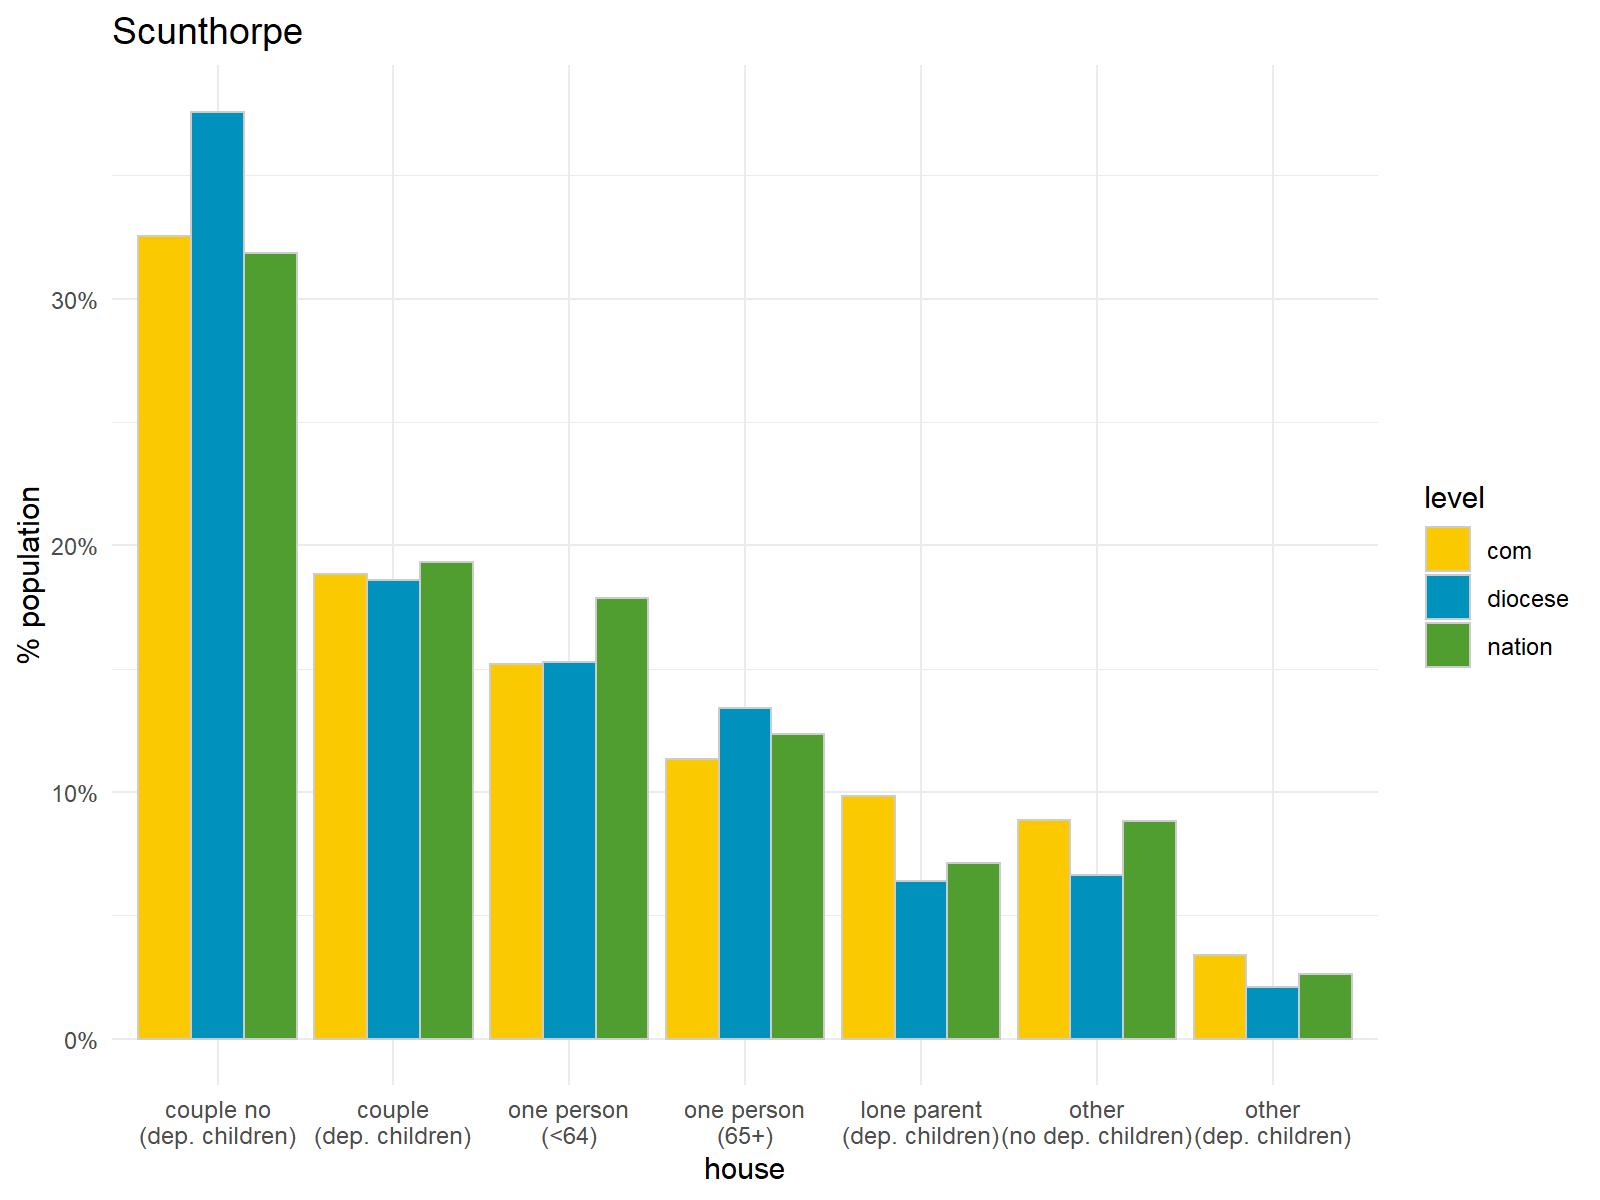 Scunthorpe
% population
30%
20%
10%
0%
couple no
(dep. children)
couple
(dep. children)
one person
(<64)
one person
(65+)
lone parent
(dep. children)
other
(no dep. children)
other
(dep. children)
house
level
com
diocese
nation